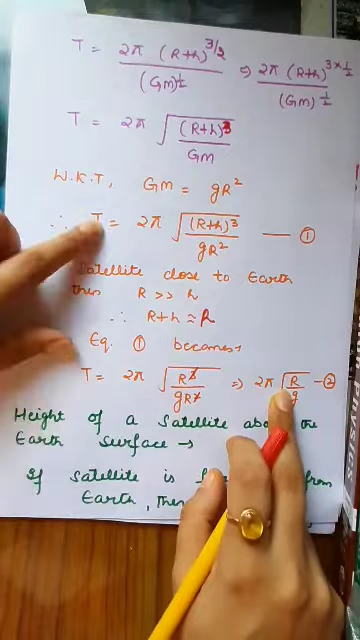 T = 2π (R+h)^3/2 / (GM)^1/2 ⇒ 2π (R+h)^3×1/2 / (GM)^1/2
T = 2π √((R+h)^3 / GM)
W.K.T, GM = gR^2
∴ T = 2π √((R+h)^3 / gR^2) — ①
Satellite close to Earth
then R >> h
∴ R+h ≈ R
Eq ① becomes
T = 2π √(R^3 / gR^2) ⇒ 2π √(R / g) — ②
Height of a satellite above the
Earth surface →
If satellite is from
Earth, then